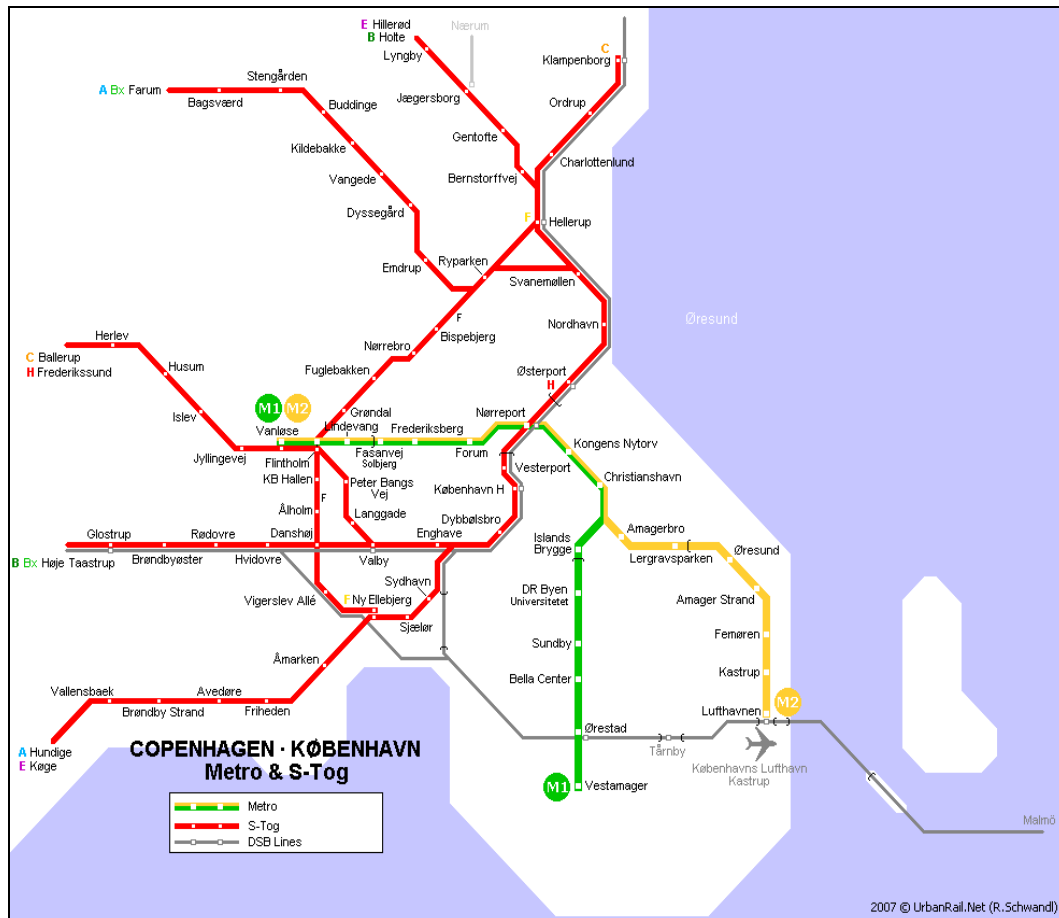 E Hillerød
B Holte
Nærum
C
Lyngby
Klampenborg
Stengården
A Bx Farum
Bagsværd
Jægersborg
Ordrup
Buddinge
Gentofte
Kildebakke
Charlottenlund
Vangede
Bernstorffvej
Dyssegård
F
Hellerup
Emdrup
Ryparken
Svanemøllen
F
Øresund
Nordhavn
Bispebjerg
Herlev
Nørrebro
C Ballerup
H Frederikssund
Husum
Fuglebakken
Østerport
H
M1
M2
Islev
Grøndal
Nørreport
Vanløse
Lindevang
Frederiksberg
Jyllingevej
Flintholm
Fasanvej
Solbjerg
Forum
Kongens Nytorv
Vesterport
KB Hallen
Peter Bangs
Vej
København H
Christianshavn
F
Ålholm
Langgade
Dybbølsbro
Glostrup
Rødovre
Danshøj
Enghave
Islands
Brygge
Amagerbro
Øresund
B Bx Høje Taastrup
Brøndbyøster
Hvidovre
Valby
Lergravsparken
Sydhavn
DR Byen
Universitetet
Amager Strand
Vigerslev Allé
F Ny Ellebjerg
Sjælør
Sundby
Femøren
Åmarken
Bella Center
Kastrup
Vallensbaek
Avedøre
Brøndby Strand
Friheden
Lufthavnen
M2
A Hundige
E Køge
Ørestad
Tårnby
Københavns Lufthavn
Kastrup
COPENHAGEN · KØBENHAVN
Metro & S-Tog
M1
Vestamager
Metro
S-Tog
DSB Lines
Malmö
2007 © UrbanRail.Net (R.Schwandl)